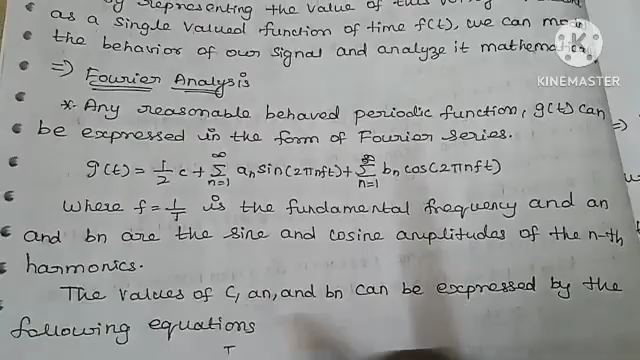 representing the value of this
as a single valued function of time f(t), we can
the behavior of our signal and analyze it
KINEMASTER
⇒ Fourier Analysis
* Any reasonable behaved periodic function, g(t) can
be expressed in the form of Fourier series.
g(t) = 1/2 c + ∞Σn=1 an sin(2πnft) + ∞Σn=1 bn cos(2πnft)
Where f = 1/T is the fundamental frequency and an
and bn are the sine and cosine amplitudes of the n-th
harmonics.
The values of c, an, and bn can be expressed by the
following equations
T